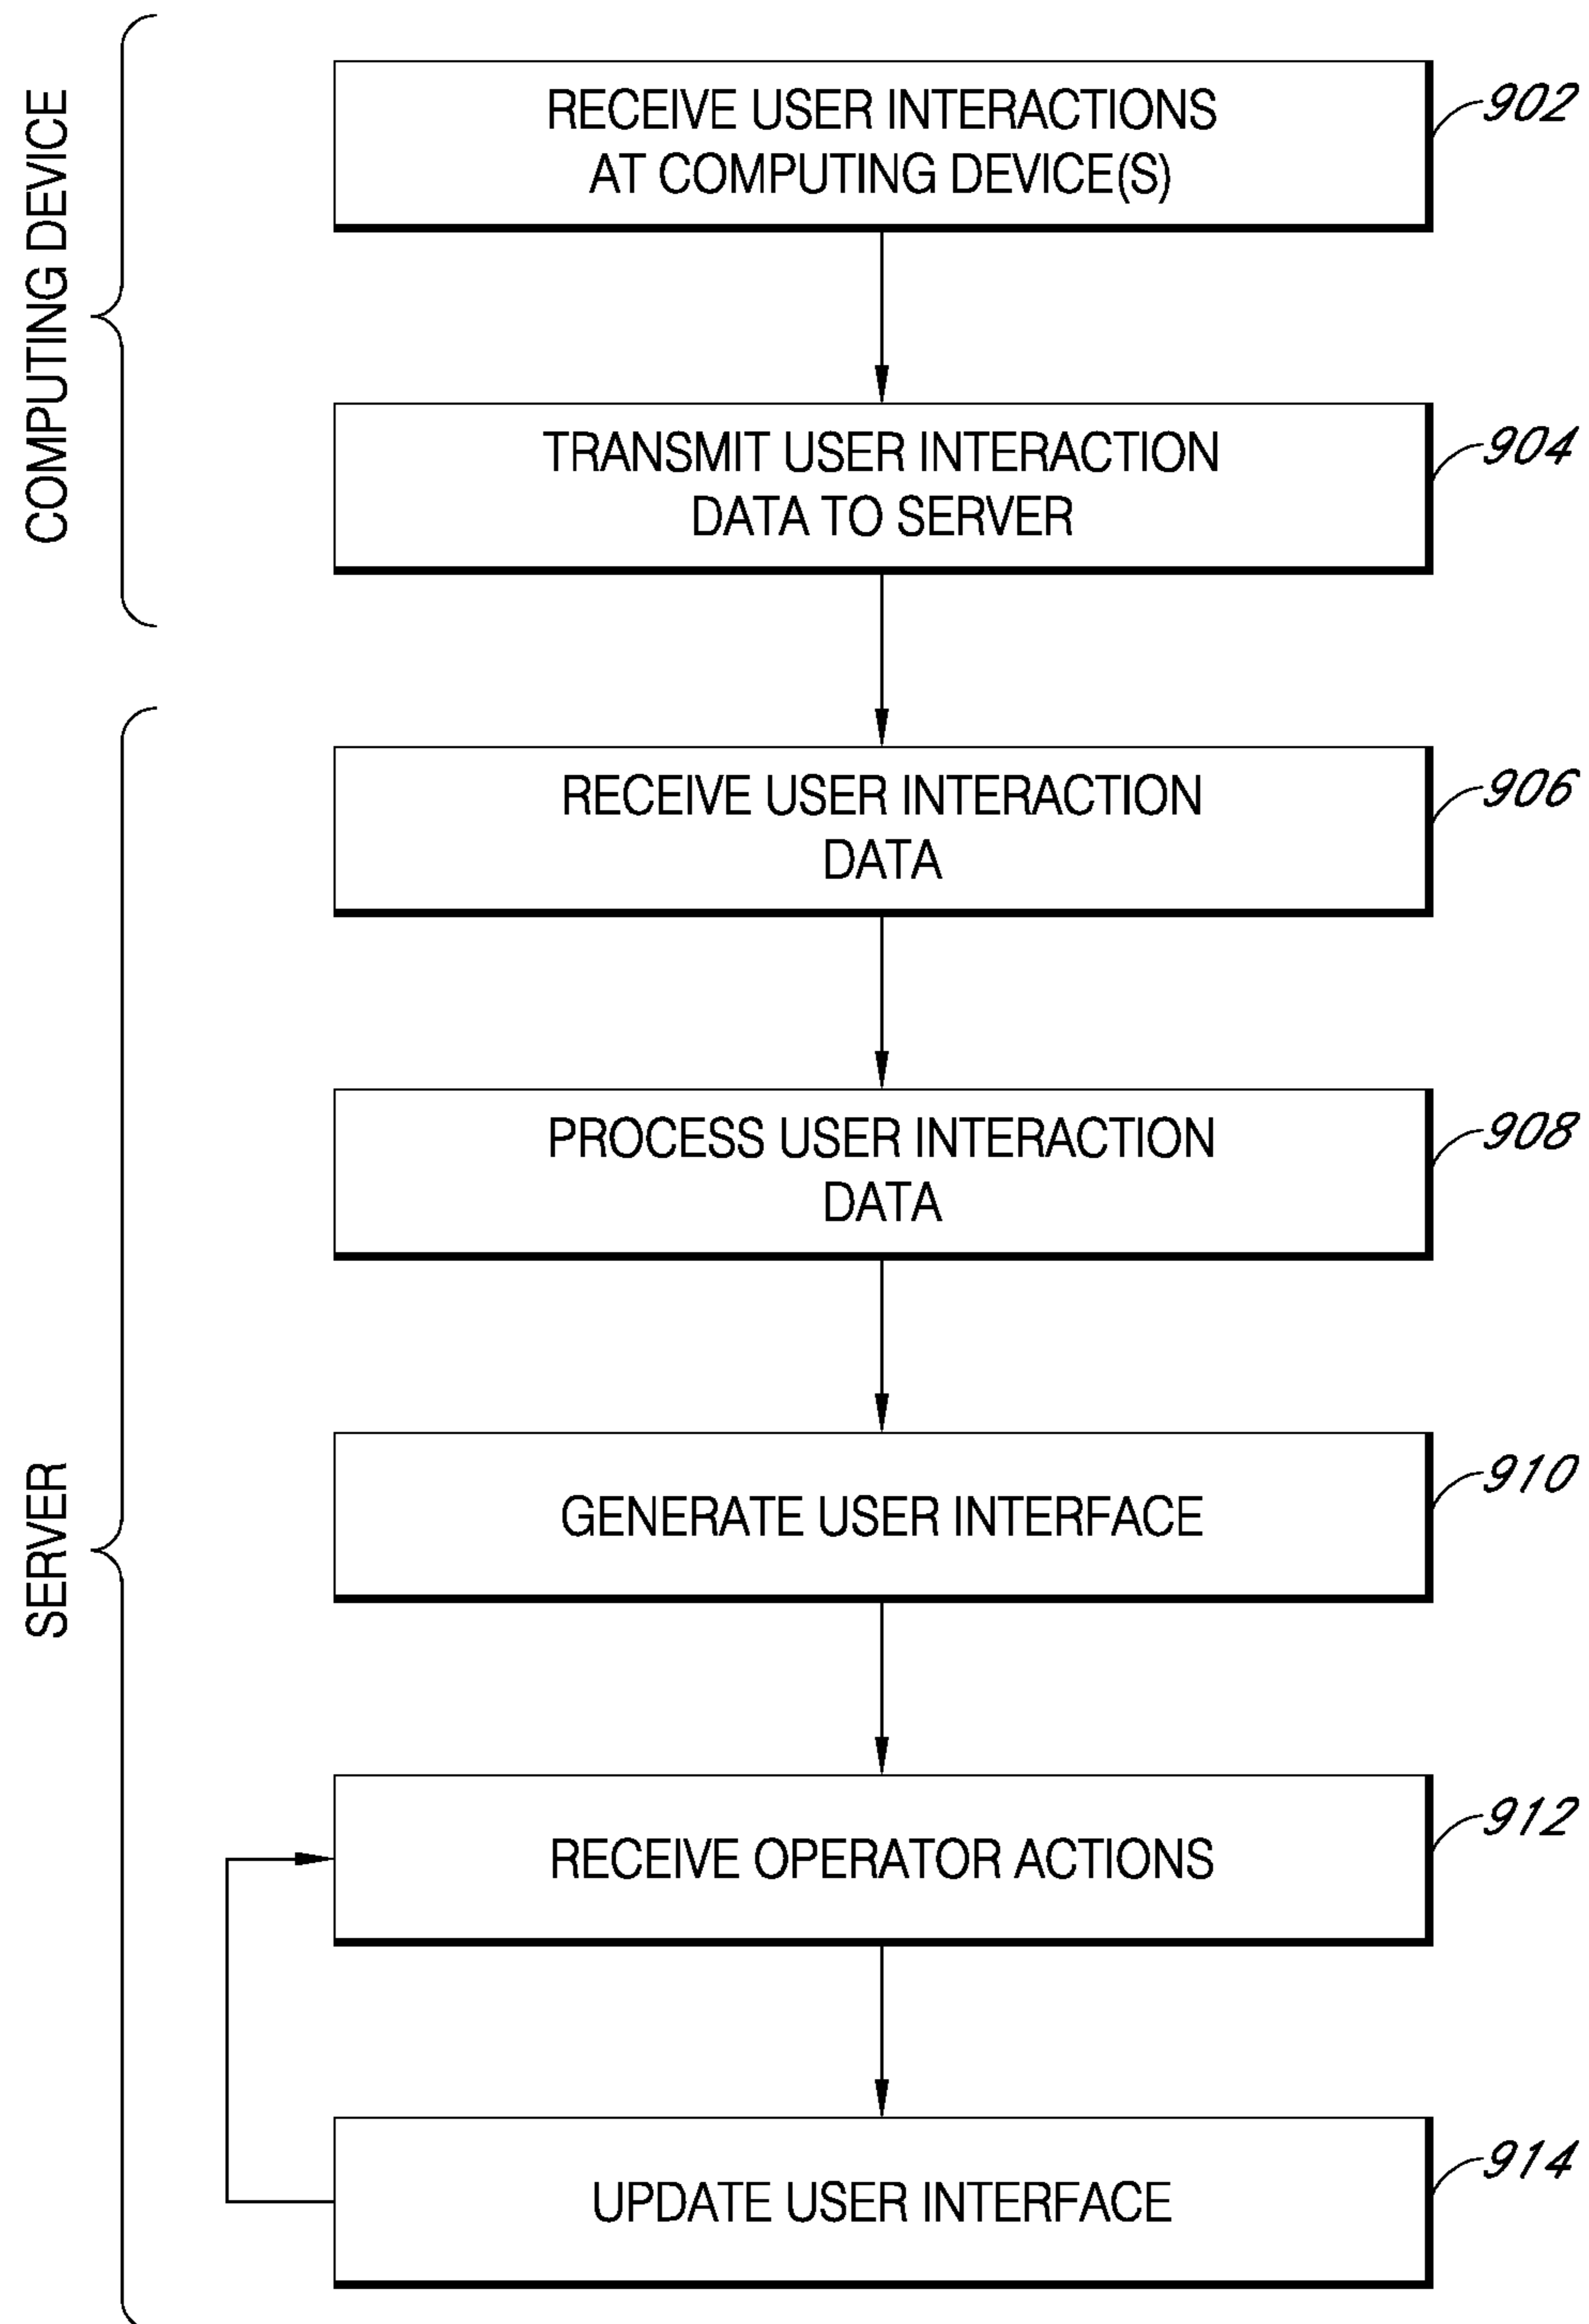 COMPUTING DEVICE
RECEIVE USER INTERACTIONS
AT COMPUTING DEVICE(S)
902
TRANSMIT USER INTERACTION
DATA TO SERVER
904
SERVER
RECEIVE USER INTERACTION
DATA
906
PROCESS USER INTERACTION
DATA
908
GENERATE USER INTERFACE
910
RECEIVE OPERATOR ACTIONS
912
UPDATE USER INTERFACE
914